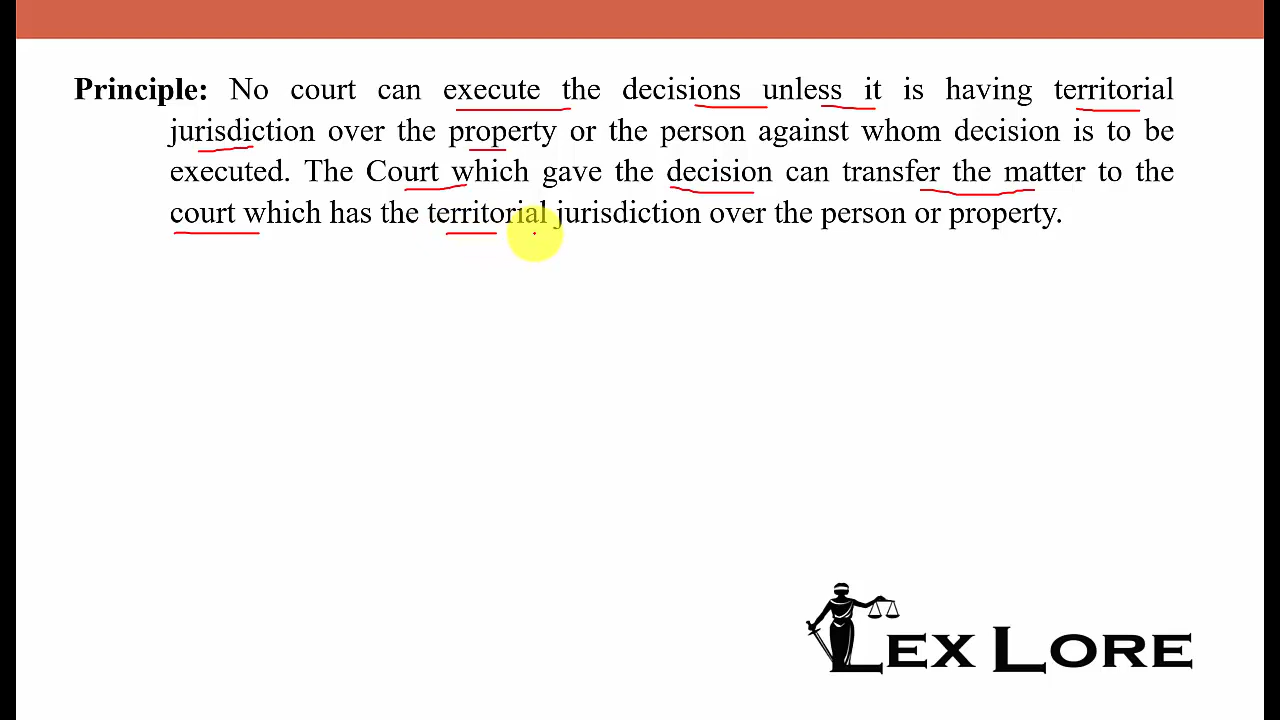 Principle: No court can execute the decisions unless it is having territorial
jurisdiction over the property or the person against whom decision is to be
executed. The Court which gave the decision can transfer the matter to the
court which has the territorial jurisdiction over the person or property.
LEX LORE